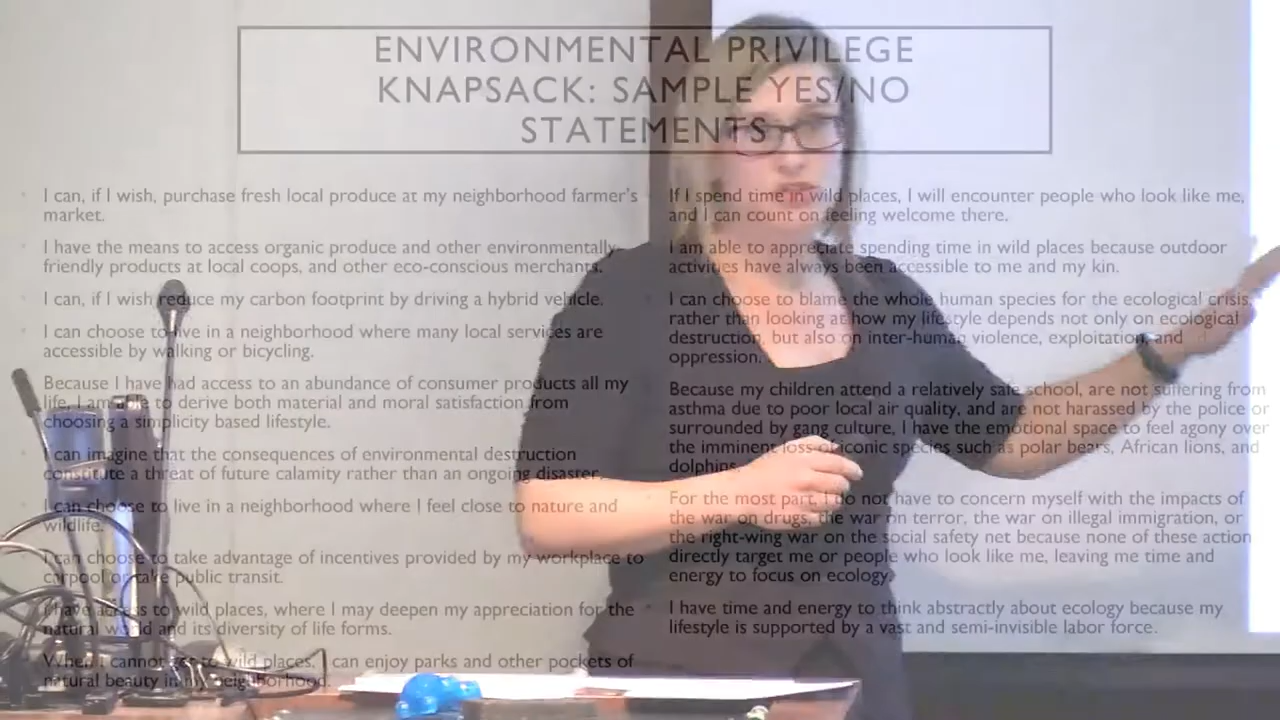 ENVIRONMENTAL PRIVILEGE
KNAPSACK: SAMPLE YES/NO
STATEMENTS
I can, if I wish, purchase fresh local produce at my neighborhood farmer's
market.
I have the means to access organic produce and other environmentally-
friendly products at local coops, and other eco-conscious merchants.
I can, if I wish reduce my carbon footprint by driving a hybrid vehicle.
I can choose to live in a neighborhood where many local services are
accessible by walking or bicycling.
Because I have had access to an abundance of consumer products all my
life, I am able to derive both material and moral satisfaction from
choosing a simplicity based lifestyle.
I can imagine that the consequences of environmental destruction
constitute a threat of future calamity rather than an ongoing disaster.
I can choose to live in a neighborhood where I feel close to nature and
wildlife.
I can choose to take advantage of incentives provided by my workplace to
carpool or take public transit.
I have access to wild places, where I may deepen my appreciation for the
natural world and its diversity of life forms.
When I cannot get to wild places, I can enjoy parks and other pockets of
natural beauty in my neighborhood.
If I spend time in wild places, I will encounter people who look like me,
and I can count on feeling welcome there.
I am able to appreciate spending time in wild places because outdoor
activities have always been accessible to me and my kin.
I can choose to blame the whole human species for the ecological crisis,
rather than looking at how my lifestyle depends not only on ecological
destruction, but also on inter-human violence, exploitation, and
oppression.
Because my children attend a relatively safe school, are not suffering from
asthma due to poor local air quality, and are not harassed by the police or
surrounded by gang culture, I have the emotional space to feel agony over
the imminent loss of iconic species such as polar bears, African lions, and
dolphins.
For the most part, I do not have to concern myself with the impacts of
the war on drugs, the war on terror, the war on illegal immigration, or
the right-wing war on the social safety net because none of these action
directly target me or people who look like me, leaving me time and
energy to focus on ecology.
I have time and energy to think abstractly about ecology because my
lifestyle is supported by a vast and semi-invisible labor force.